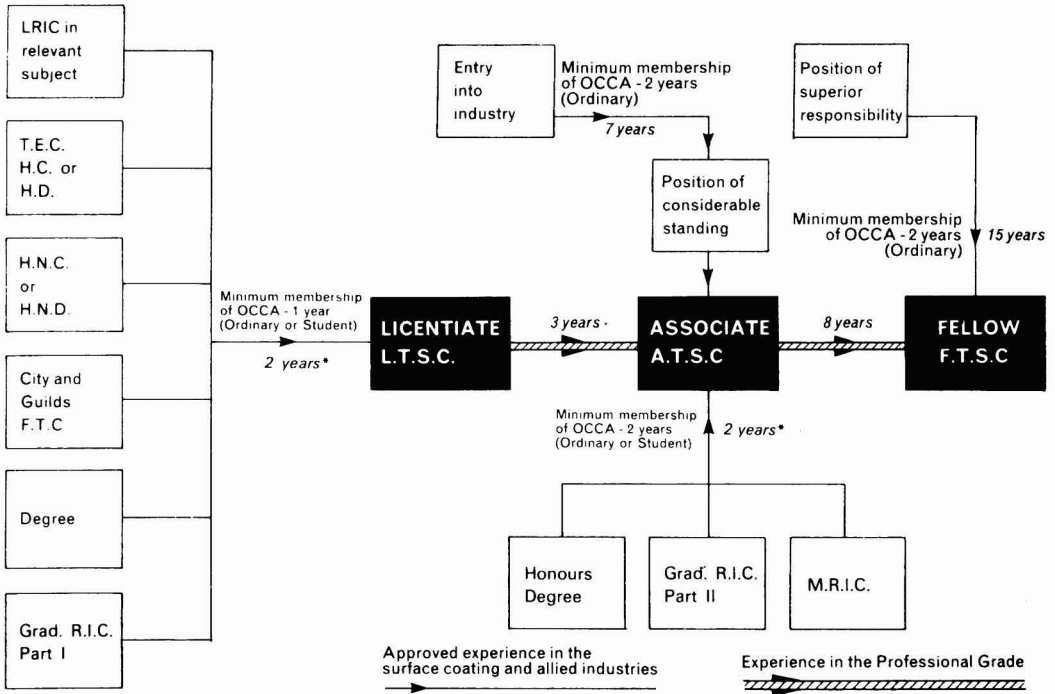 LRIC in
relevant
subject
T.E.C.
H.C. or
H.D.
H.N.C.
or
H.N.D.
City and
Guilds
F.T.C
Degree
Grad. R.I.C.
Part I
Minimum membership
of OCCA - 1 year
(Ordinary or Student)
2 years*
LICENTIATE
L.T.S.C.
3 years
Entry
into
industry
Minimum membership
of OCCA - 2 years
(Ordinary)
7 years
Position of
considerable
standing
ASSOCIATE
A.T.S.C
8 years
Position of
superior
responsibility
Minimum membership
of OCCA - 2 years
(Ordinary)
15 years
FELLOW
F.T.S.C
Minimum membership
of OCCA - 2 years
(Ordinary or Student)
2 years*
Honours
Degree
Grad. R.I.C.
Part II
M.R.I.C.
Approved experience in the
surface coating and allied industries
Experience in the Professional Grade